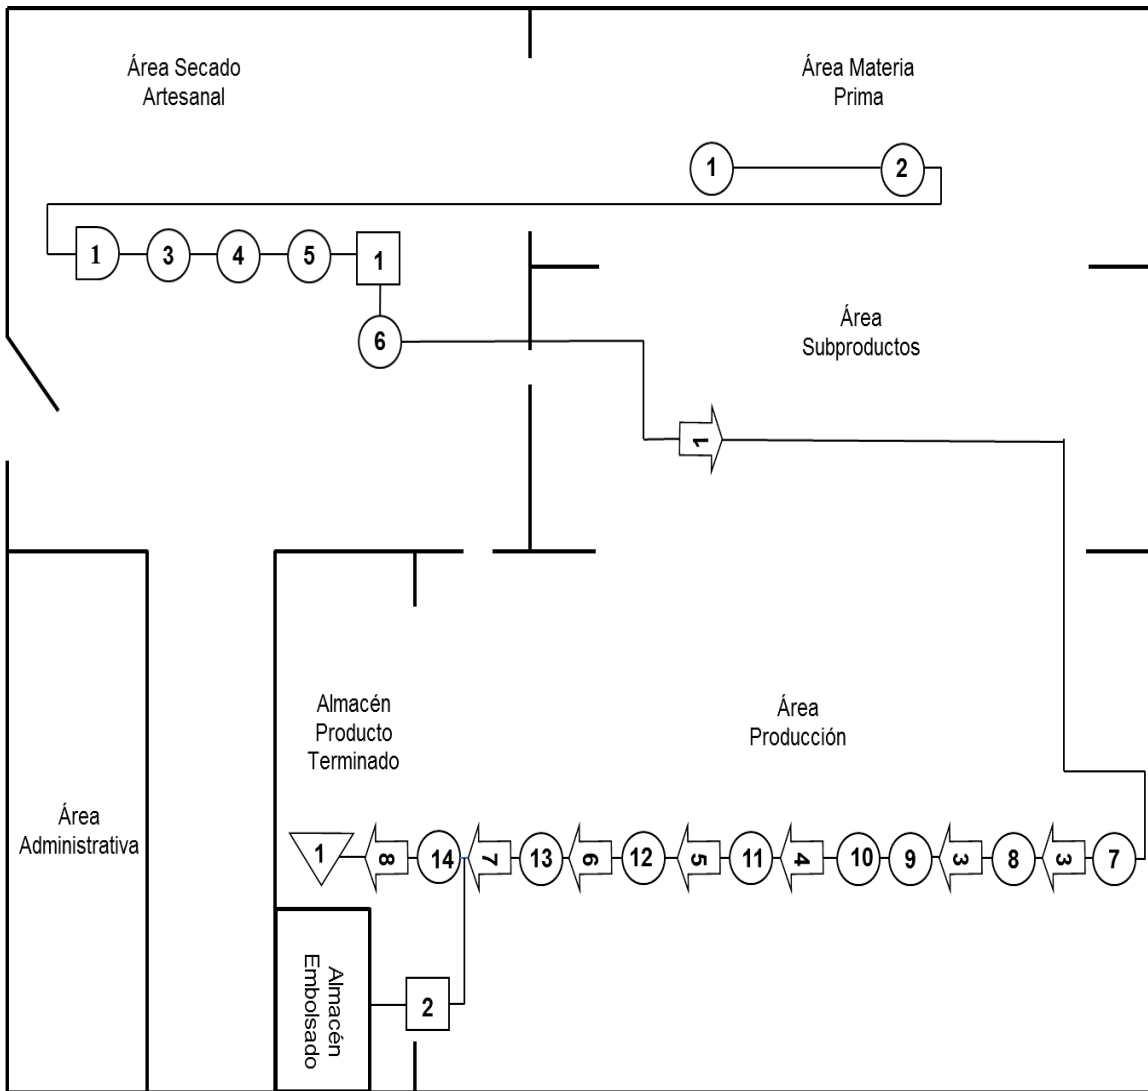 Área Secado
Artesanal
Área Materia
Prima
1
2
1
3
4
5
1
6
Área
Subproductos
1
Almacén
Producto
Terminado
Área
Producción
Área
Administrativa
1
8
14
7
13
6
12
5
11
4
10
9
3
8
3
7
Almacén
Embolsado
2